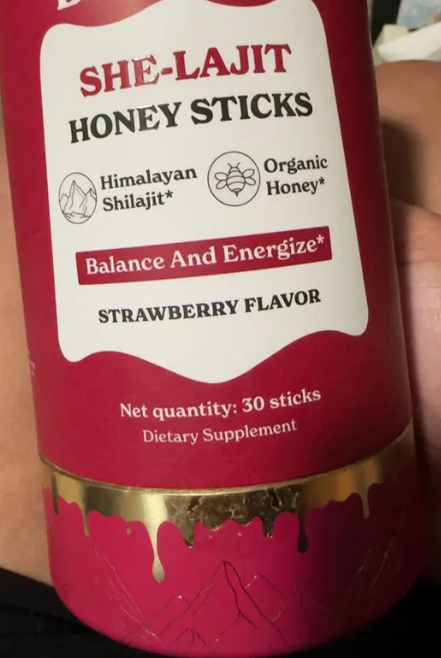 SHE-LAJIT
HONEY STICKS
Himalayan
Shilajit*
Organic
Honey*
Balance And Energize*
STRAWBERRY FLAVOR
Net quantity: 30 sticks
Dietary Supplement